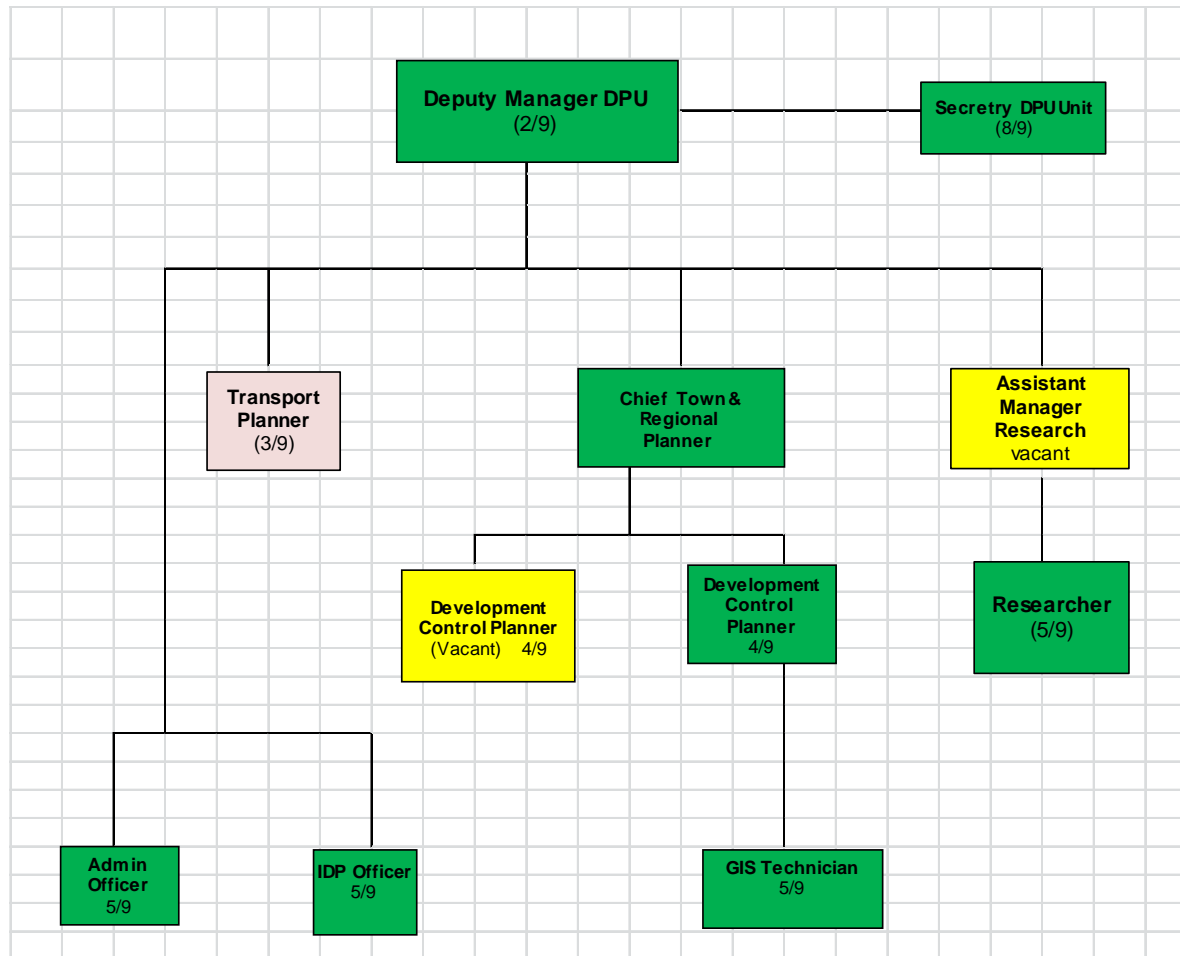 Deputy Manager DPU
(2/9)
Secretry DPU Unit
(8/9)
Transport
Planner
(3/9)
Chief Town &
Regional
Planner
Assistant
Manager
Research
vacant
Development
Control Planner
(Vacant) 4/9
Development
Control
Planner
4/9
Researcher
(5/9)
Admin
Officer
5/9
IDP Officer
5/9
GIS Technician
5/9